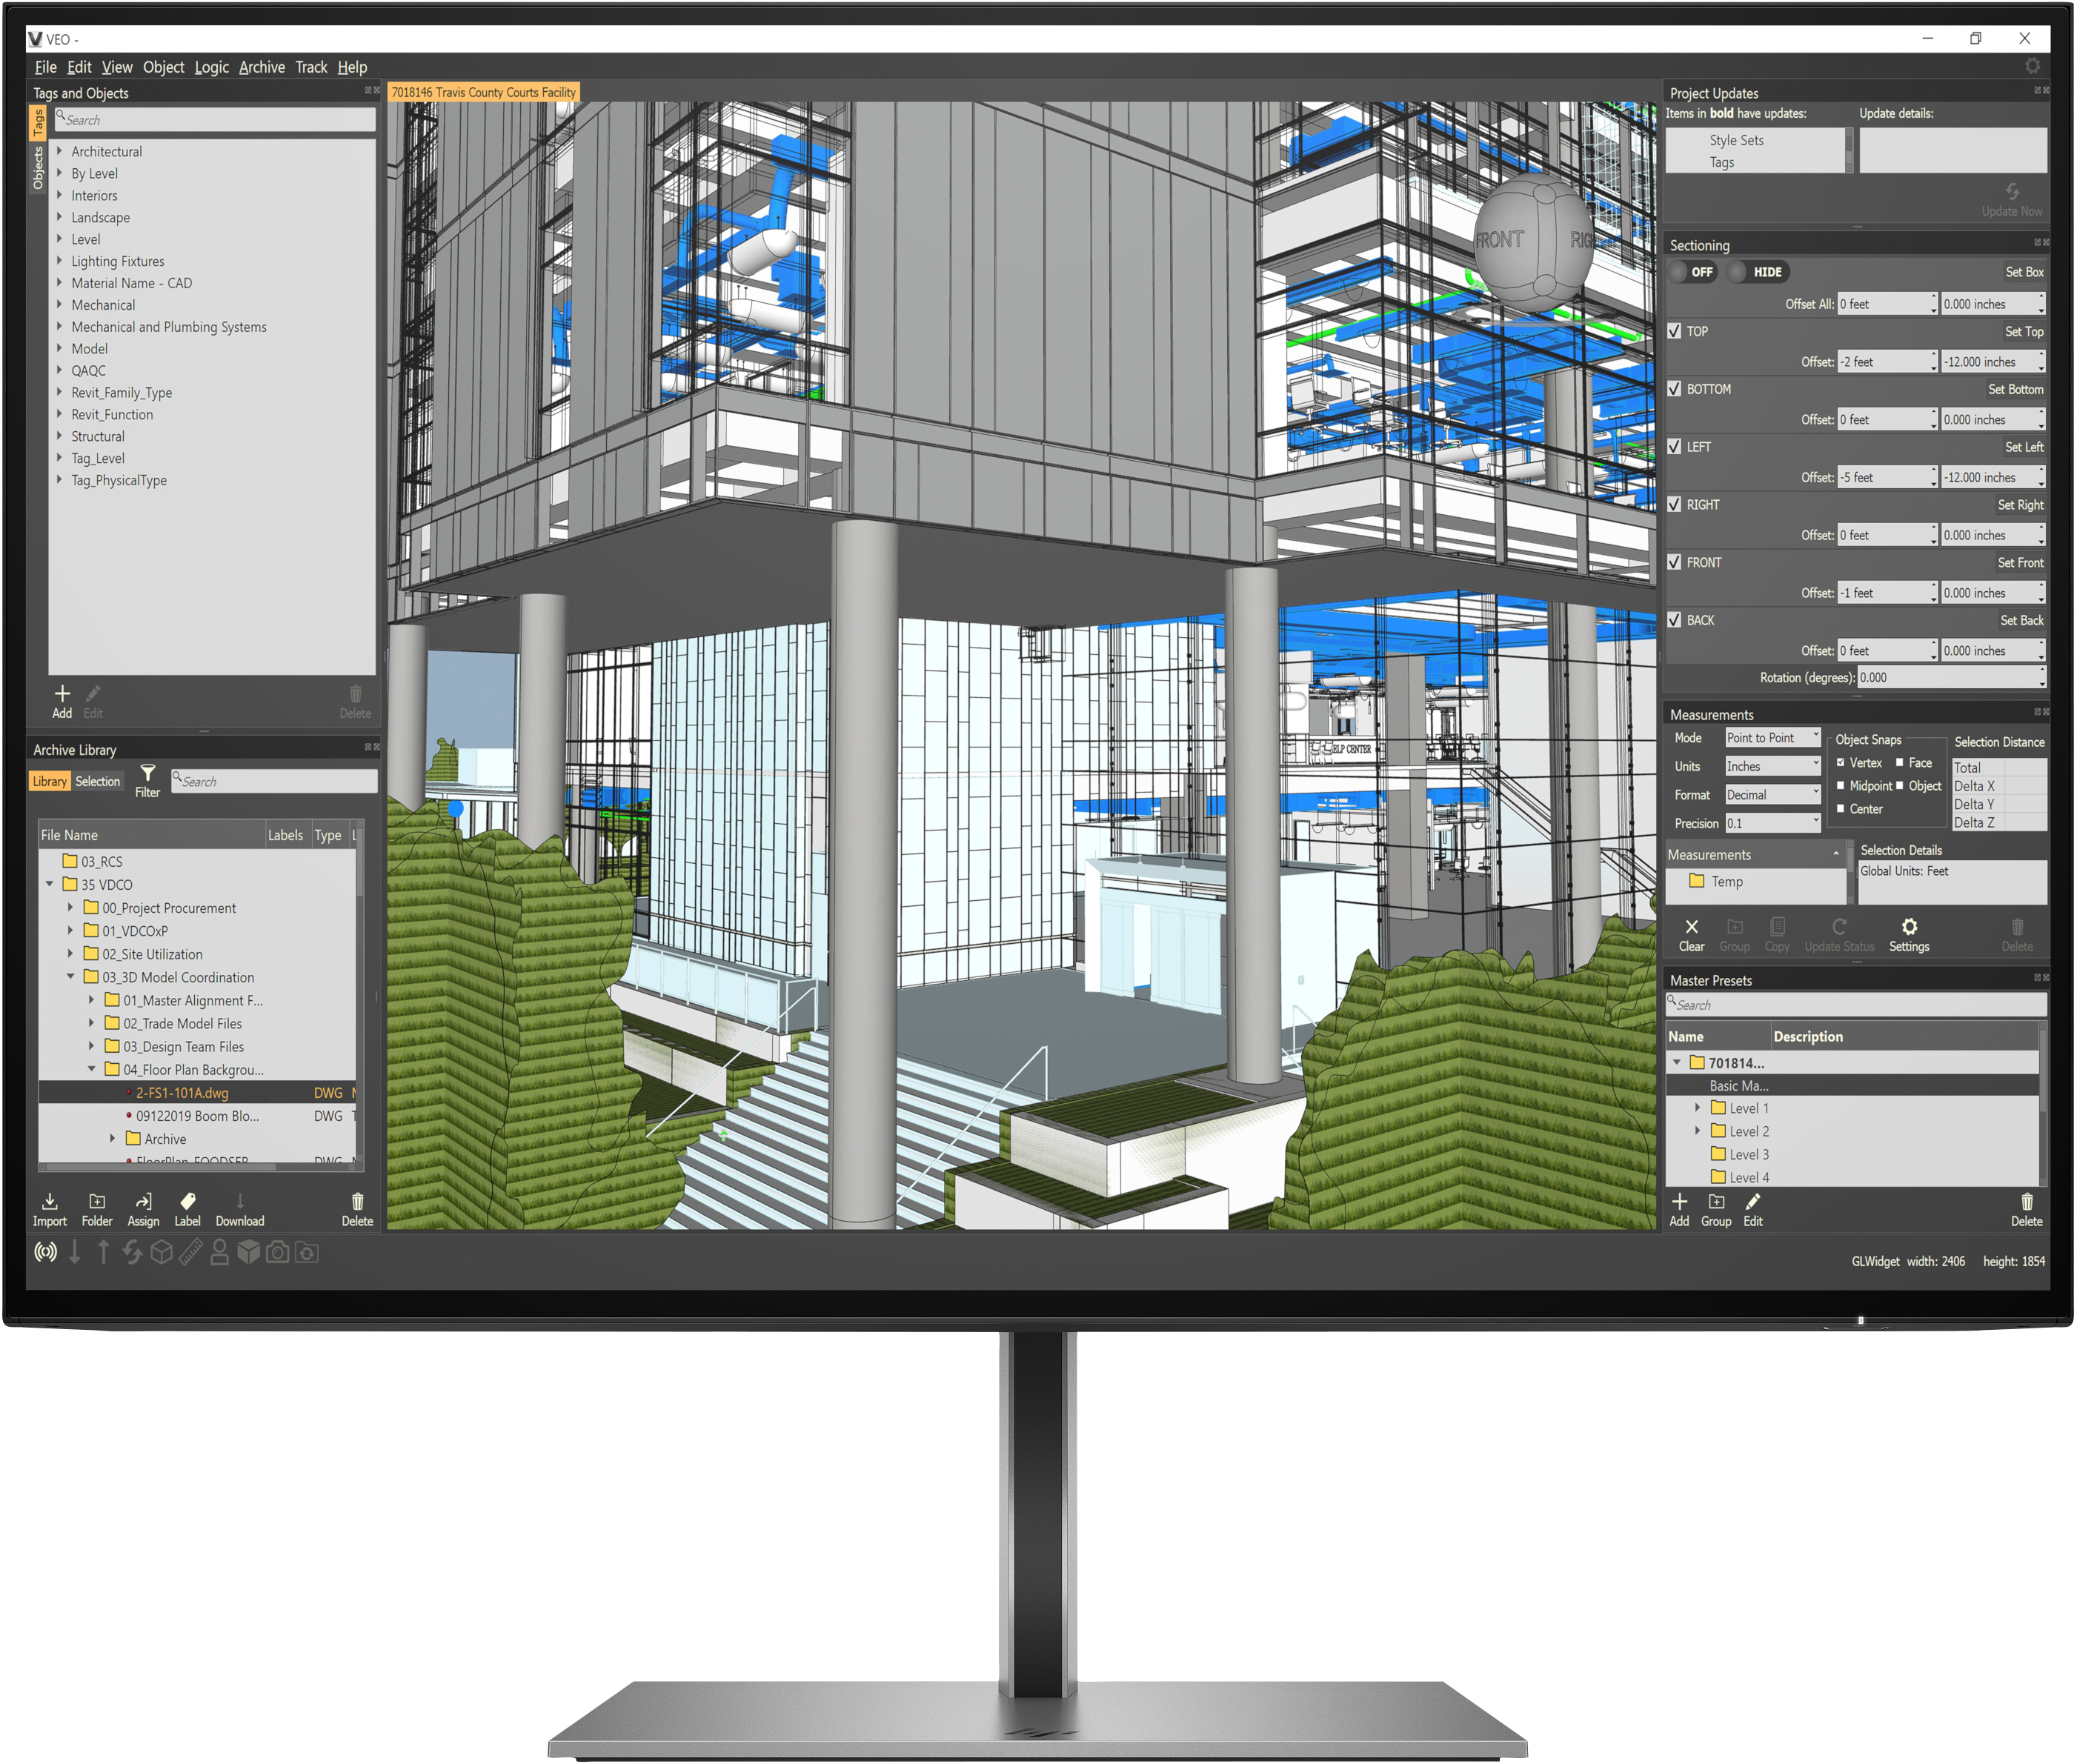 VEO -
File Edit View Object Logic Archive Track Help
Tags and Objects
Tags
Objects
Search
Architectural
By Level
Interiors
Landscape
Level
Lighting Fixtures
Material Name - CAD
Mechanical
Mechanical and Plumbing Systems
Model
QAQC
Revit_Family_Type
Revit_Function
Structural
Tag_Level
Tag_PhysicalType
Add Edit Delete
Archive Library
Library Selection Filter Search
File Name Labels Type L
03_RCS
35 VDCO
00_Project Procurement
01_VDCOxP
02_Site Utilization
03_3D Model Coordination
01_Master Alignment F...
02_Trade Model Files
03_Design Team Files
04_Floor Plan Backgrou...
2-FS1-101A.dwg DWG
09122019 Boom Blo... DWG
Archive
FloorPlan_FOODSER DWG
Import Folder Assign Label Download Delete
7018146 Travis County Courts Facility
FRONT RIG
ELP CENTER
Project Updates
Items in bold have updates: Update details:
Style Sets
Tags
Update Now
Sectioning
OFF HIDE Set Box
Offset All: 0 feet 0.000 inches
TOP Set Top
Offset: -2 feet -12.000 inches
BOTTOM Set Bottom
Offset: 0 feet 0.000 inches
LEFT Set Left
Offset: -5 feet -12.000 inches
RIGHT Set Right
Offset: 0 feet 0.000 inches
FRONT Set Front
Offset: -1 feet 0.000 inches
BACK Set Back
Offset: 0 feet 0.000 inches
Rotation (degrees): 0.000
Measurements
Mode Point to Point
Units Inches
Format Decimal
Precision 0.1
Object Snaps
Vertex Face
Midpoint Object
Center
Selection Distance
Total
Delta X
Delta Y
Delta Z
Measurements
Temp
Selection Details
Global Units: Feet
Clear Group Copy Update Status Settings Delete
Master Presets
Search
Name Description
701814...
Basic Ma...
Level 1
Level 2
Level 3
Level 4
Add Group Edit Delete
GLWidget width: 2406 height: 1854